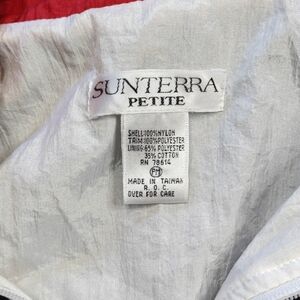 SUNTERRA
PETITE
SHELL:100%NYLON
TRIM:100%POLYESTER
LINING:65% POLYESTER
35% COTTON
RN 78614
PM
MADE IN TAIWAN
R.O.C.
OVER FOR CARE